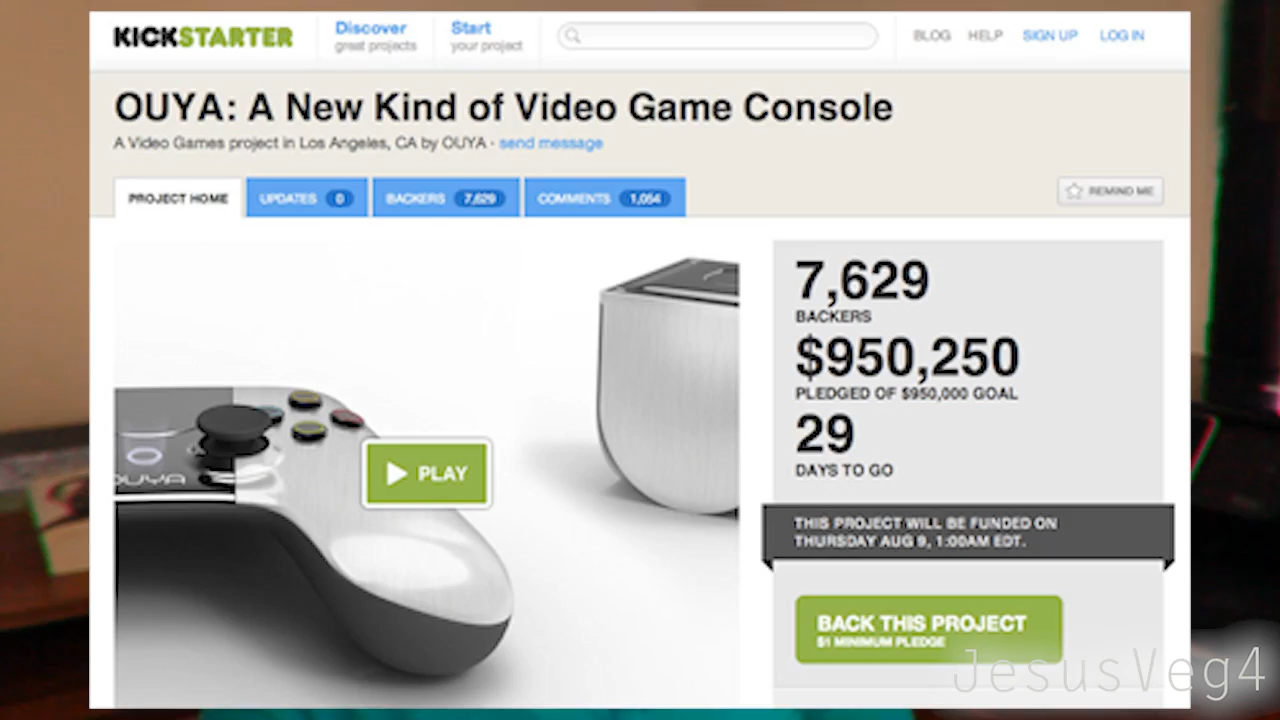 KICKSTARTER
Discover
great projects
Start
your project
BLOG HELP SIGN UP LOG IN
OUYA: A New Kind of Video Game Console
A Video Games project in Los Angeles, CA by OUYA · send message
PROJECT HOME UPDATES 0 BACKERS 7,629 COMMENTS 1,054
REMIND ME
7,629
BACKERS
$950,250
PLEDGED OF $950,000 GOAL
29
DAYS TO GO
OUYA
PLAY
THIS PROJECT WILL BE FUNDED ON
THURSDAY AUG 9, 1:00AM EDT.
BACK THIS PROJECT
$1 MINIMUM PLEDGE
JesusVeg4